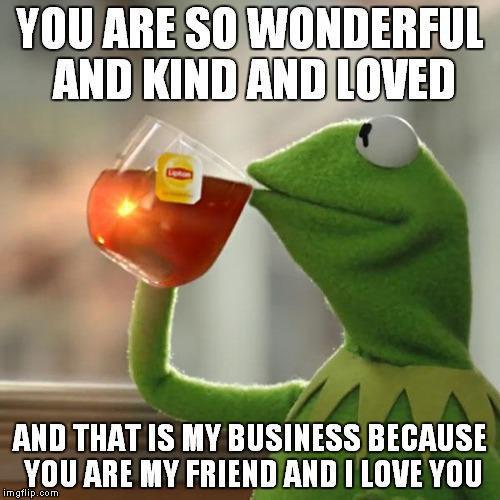 YOU ARE SO WONDERFUL
AND KIND AND LOVED
Lipton
AND THAT IS MY BUSINESS BECAUSE
YOU ARE MY FRIEND AND I LOVE YOU
imgflip.com